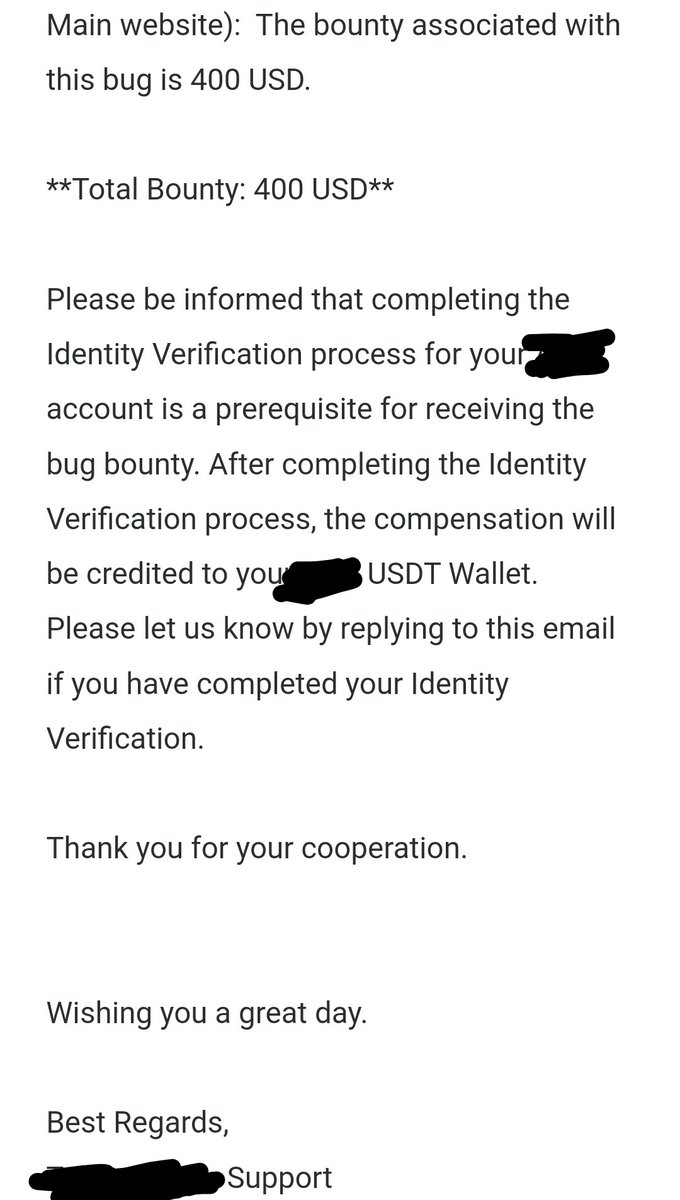 Main website):  The bounty associated with
this bug is 400 USD.
**Total Bounty: 400 USD**
Please be informed that completing the
Identity Verification process for your
account is a prerequisite for receiving the
bug bounty. After completing the Identity
Verification process, the compensation will
be credited to you USDT Wallet.
Please let us know by replying to this email
if you have completed your Identity
Verification.
Thank you for your cooperation.
Wishing you a great day.
Best Regards,
Support